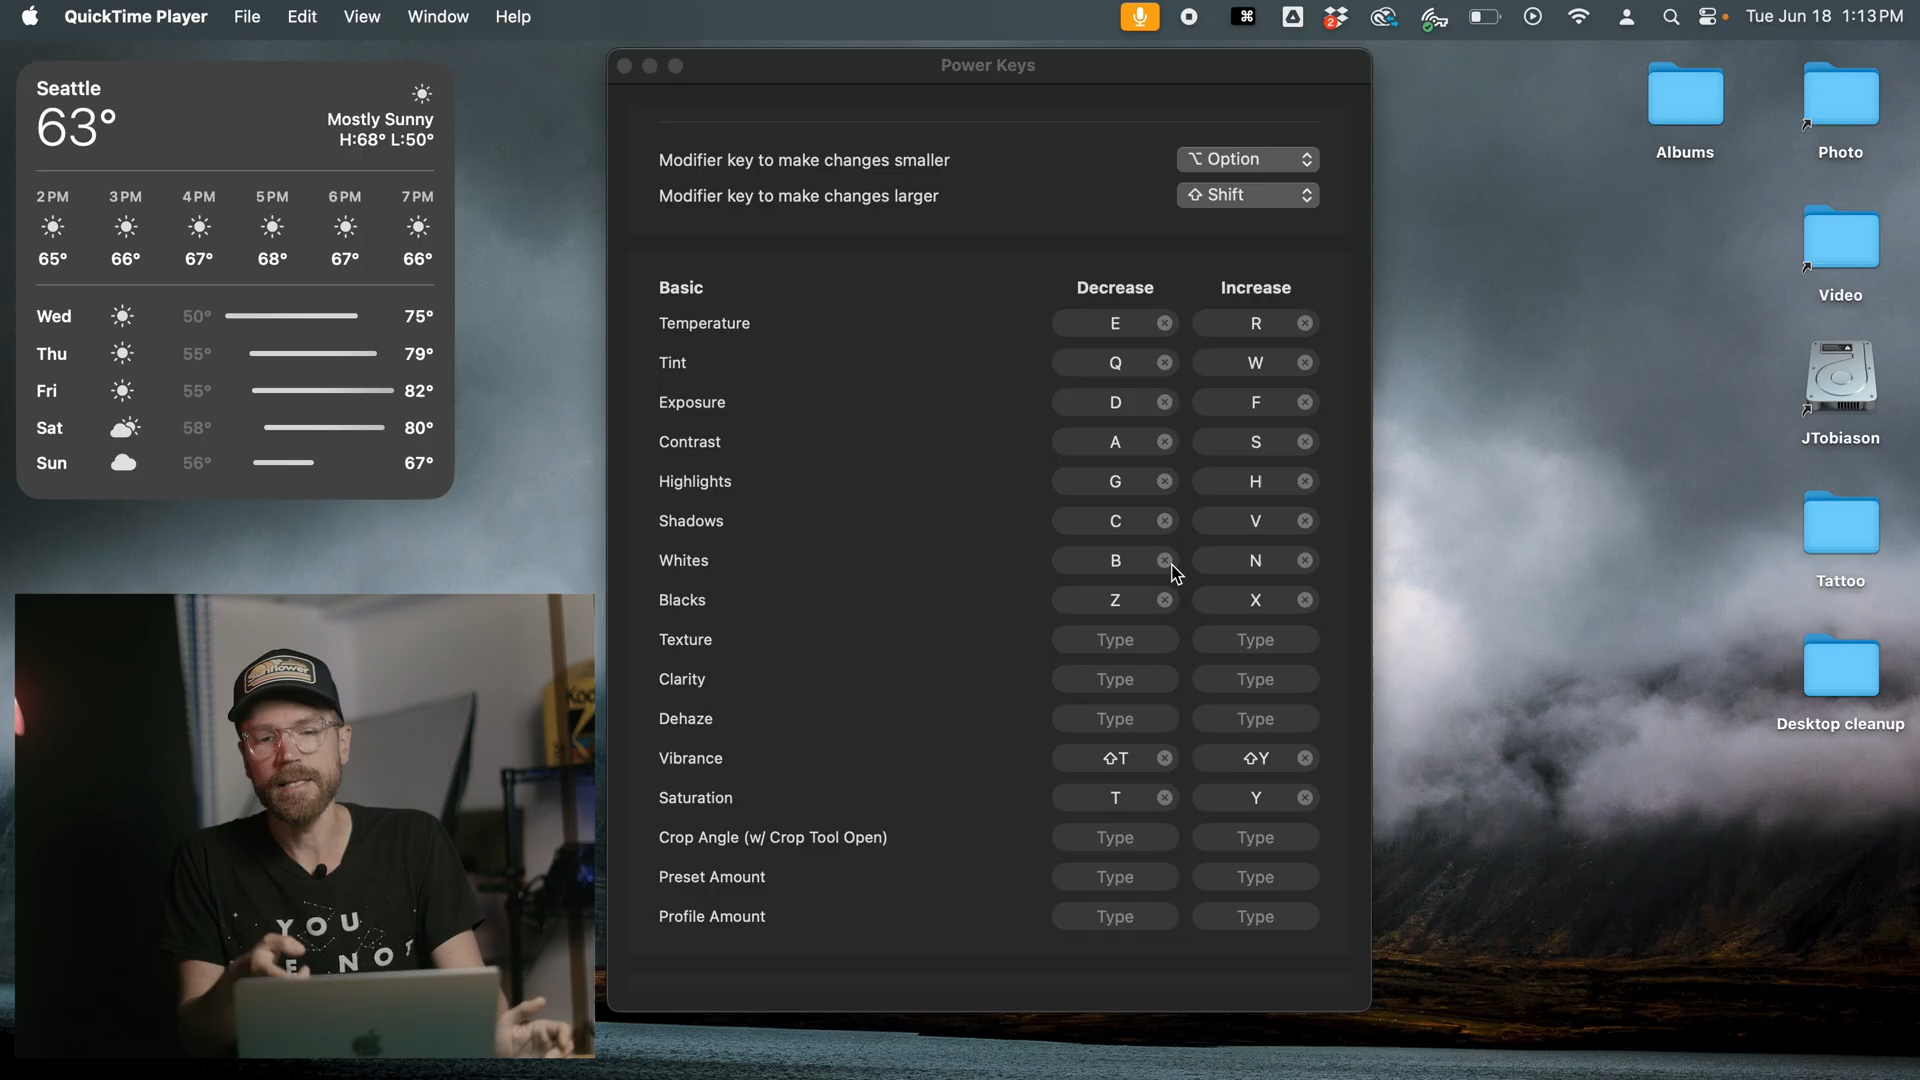 QuickTime Player File Edit View Window Help
2
Tue Jun 18 1:13 PM
Seattle
63°
Mostly Sunny
H:68° L:50°
2 PM 3 PM 4 PM 5 PM 6 PM 7 PM
65° 66° 67° 68° 67° 66°
Wed 50° 75°
Thu 55° 79°
Fri 55° 82°
Sat 58° 80°
Sun 56° 67°
Power Keys
Modifier key to make changes smaller ⌥ Option
Modifier key to make changes larger ⇧ Shift
Basic Decrease Increase
Temperature E R
Tint Q W
Exposure D F
Contrast A S
Highlights G H
Shadows C V
Whites B N
Blacks Z X
Texture Type Type
Clarity Type Type
Dehaze Type Type
Vibrance ⇧T ⇧Y
Saturation T Y
Crop Angle (w/ Crop Tool Open) Type Type
Preset Amount Type Type
Profile Amount Type Type
Albums
Photo
Video
JTobiason
Tattoo
Desktop cleanup
Sunflower
YOU
E NOT